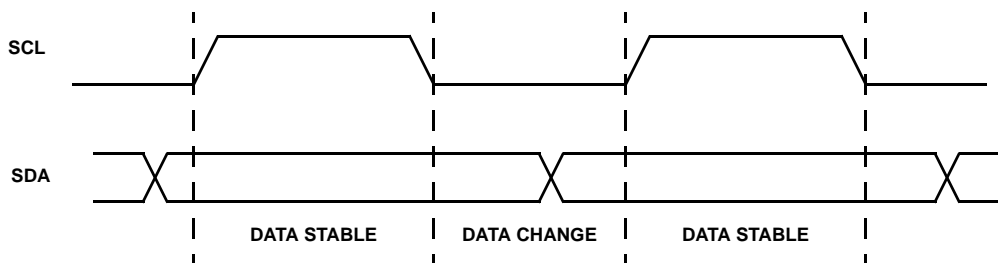 SCL
SDA
DATA STABLE
DATA CHANGE
DATA STABLE